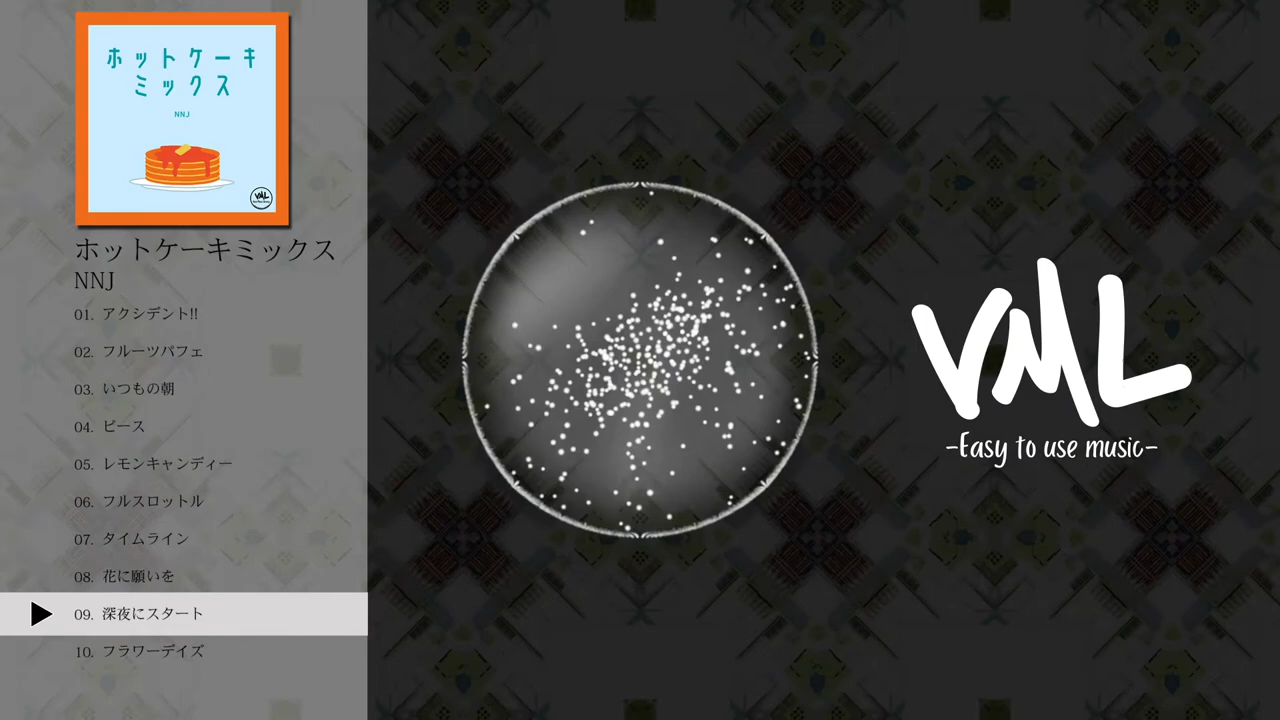 ホットケーキ
ミックス
NNJ
VML
ホットケーキミックス
NNJ
01. アクシデント!!
02. フルーツパフェ
03. いつもの朝
04. ピース
05. レモンキャンディー
06. フルスロットル
07. タイムライン
08. 花に願いを
09. 深夜にスタート
10. フラワーデイズ
VML
-Easy to use music-